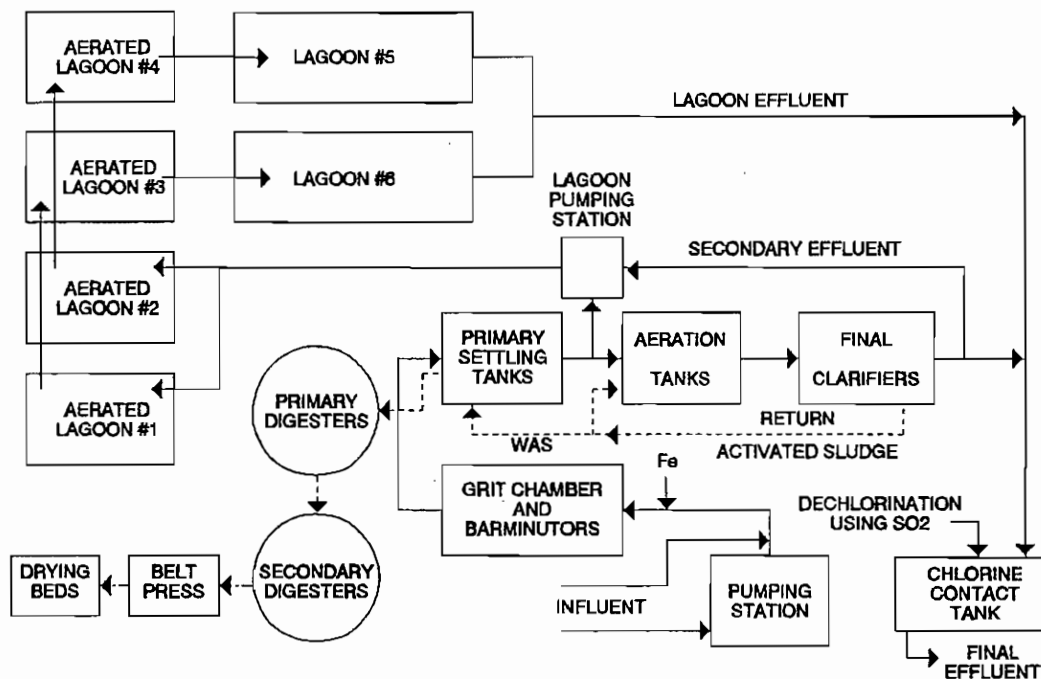 AERATED
LAGOON #4
LAGOON #5
LAGOON EFFLUENT
AERATED
LAGOON #3
LAGOON #6
LAGOON
PUMPING
STATION
SECONDARY EFFLUENT
AERATED
LAGOON #2
PRIMARY
SETTLING
TANKS
AERATION
TANKS
FINAL
CLARIFIERS
AERATED
LAGOON #1
PRIMARY
DIGESTERS
WAS
RETURN
ACTIVATED SLUDGE
Fe
GRIT CHAMBER
AND
BARMINUTORS
DECHLORINATION
USING SO2
DRYING
BEDS
BELT
PRESS
SECONDARY
DIGESTERS
INFLUENT
PUMPING
STATION
CHLORINE
CONTACT
TANK
FINAL
EFFLUENT